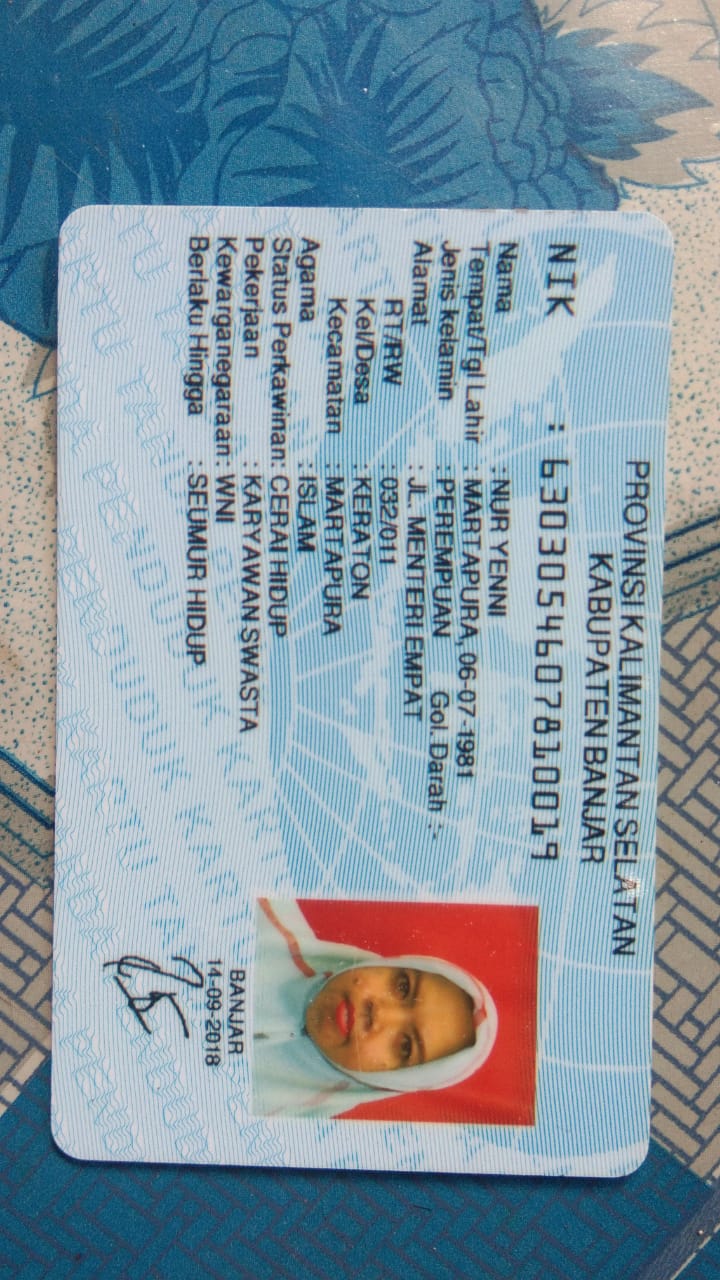 PROVINSI KALIMANTAN SELATAN
KABUPATEN BANJAR
NIK : 6303054607810019
Nama : NUR YENNI
Tempat/Tgl Lahir : MARTAPURA, 06-07-1981
Jenis kelamin : PEREMPUAN Gol. Darah :-
Alamat : JL. MENTERI EMPAT
RT/RW : 032/011
Kel/Desa : KERATON
Kecamatan : MARTAPURA
Agama : ISLAM
Status Perkawinan: CERAI HIDUP
Pekerjaan : KARYAWAN SWASTA
Kewarganegaraan: WNI
Berlaku Hingga : SEUMUR HIDUP
BANJAR
14-09-2018